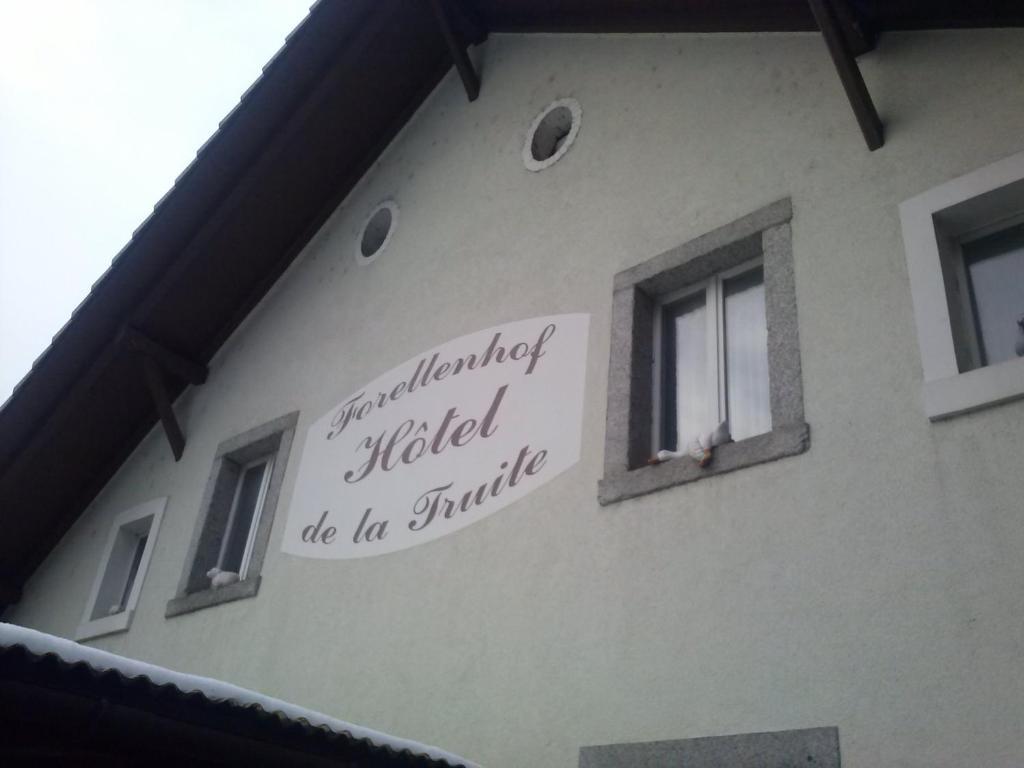 Forellenhof
Hôtel
de la Truite